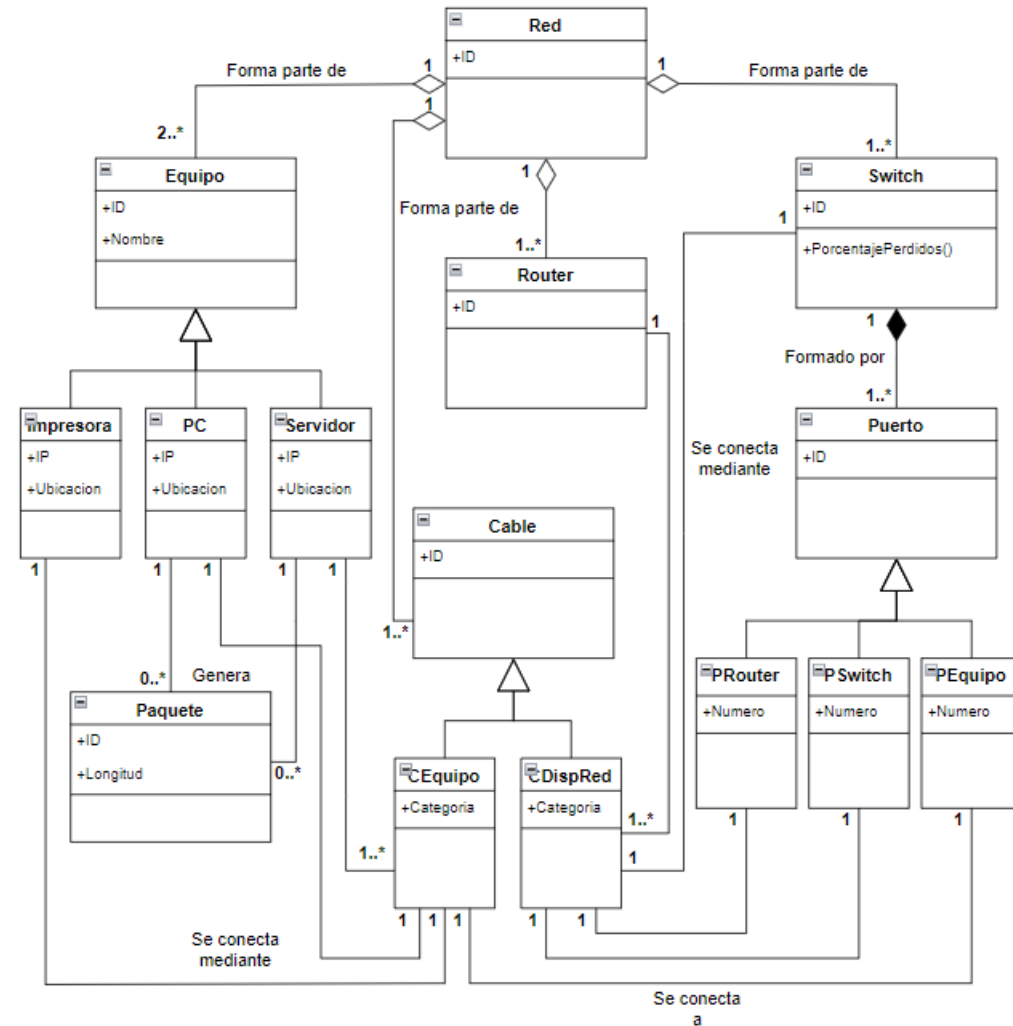 Red
+ID
1
1
1
1
Forma parte de
Forma parte de
2..*
1..*
Equipo
+ID
+Nombre
Forma parte de
1..*
Switch
+ID
+PorcentajePerdidos()
1
1
Router
+ID
1
Formado por
1..*
Impresora
+IP
+Ubicacion
PC
+IP
+Ubicacion
Servidor
+IP
+Ubicacion
Puerto
+ID
Se conecta
mediante
Cable
+ID
1
1
1
1
1..*
0..*
Genera
Paquete
+ID
+Longitud
0..*
PRouter
+Numero
PSwitch
+Numero
PEquipo
+Numero
CEquipo
+Categoria
CDispRed
+Categoria
1..*
1..*
1
1
1
1
1
1
1
1
1
Se conecta
mediante
Se conecta
a